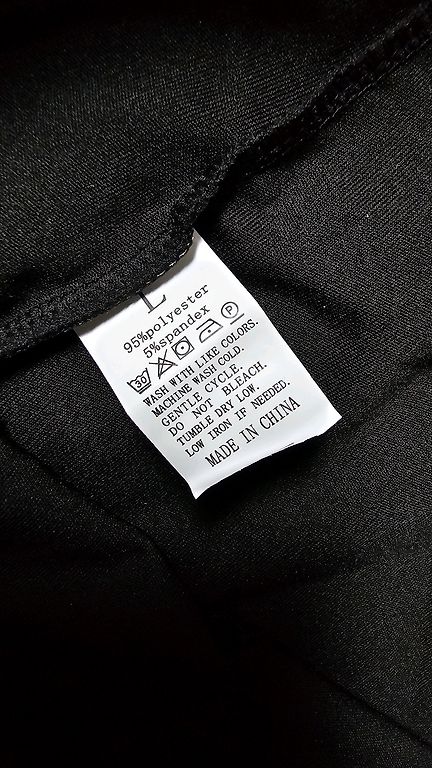 L
95%polyester
5%spandex
30 P
WASH WITH LIKE COLORS.
MACHINE WASH COLD.
GENTLE CYCLE.
DO NOT BLEACH.
TUMBLE DRY LOW.
LOW IRON IF NEEDED.
MADE IN CHINA